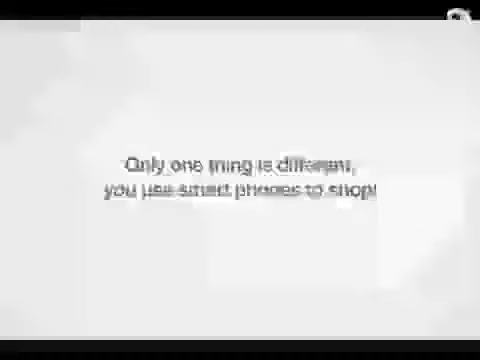 Only one thing is different,
you use smart phones to shop!